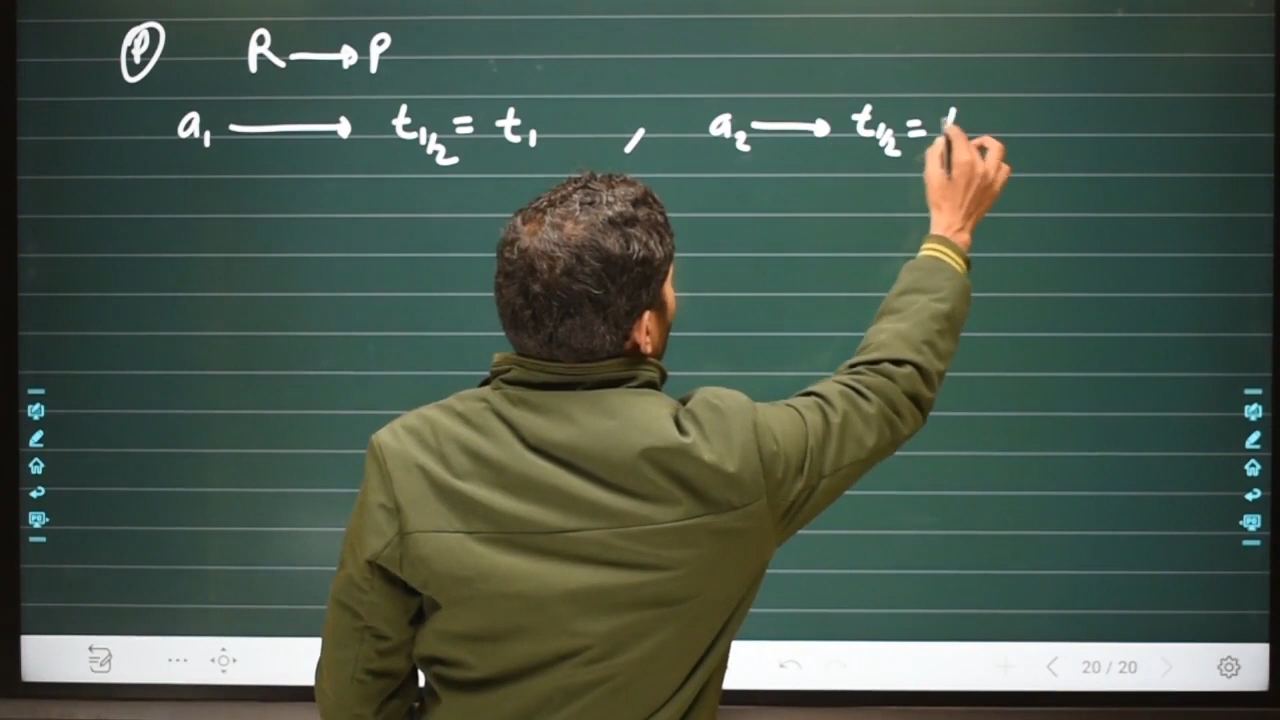 P R → P
a₁ → t₁/₂ = t₁ , a₂ → t₁/₂ =
20 / 20